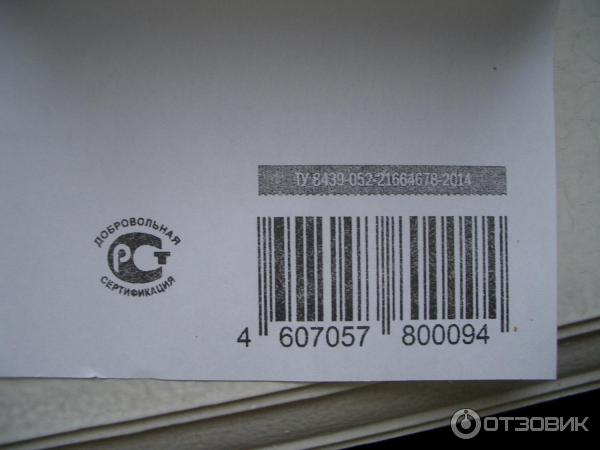 ТУ 8439-052-21664678-2014
ДОБРОВОЛЬНАЯ
РСТ
СЕРТИФИКАЦИЯ
4 607057 800094
ОТЗОВИК